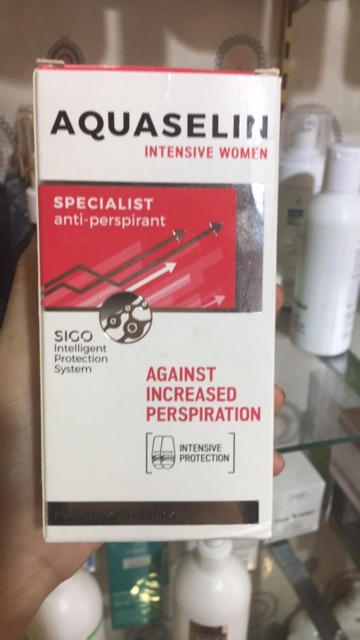 AQUASELIN
INTENSIVE WOMEN
SPECIALIST
anti-perspirant
SIGO
Intelligent
Protection
System
AGAINST
INCREASED
PERSPIRATION
INTENSIVE
PROTECTION